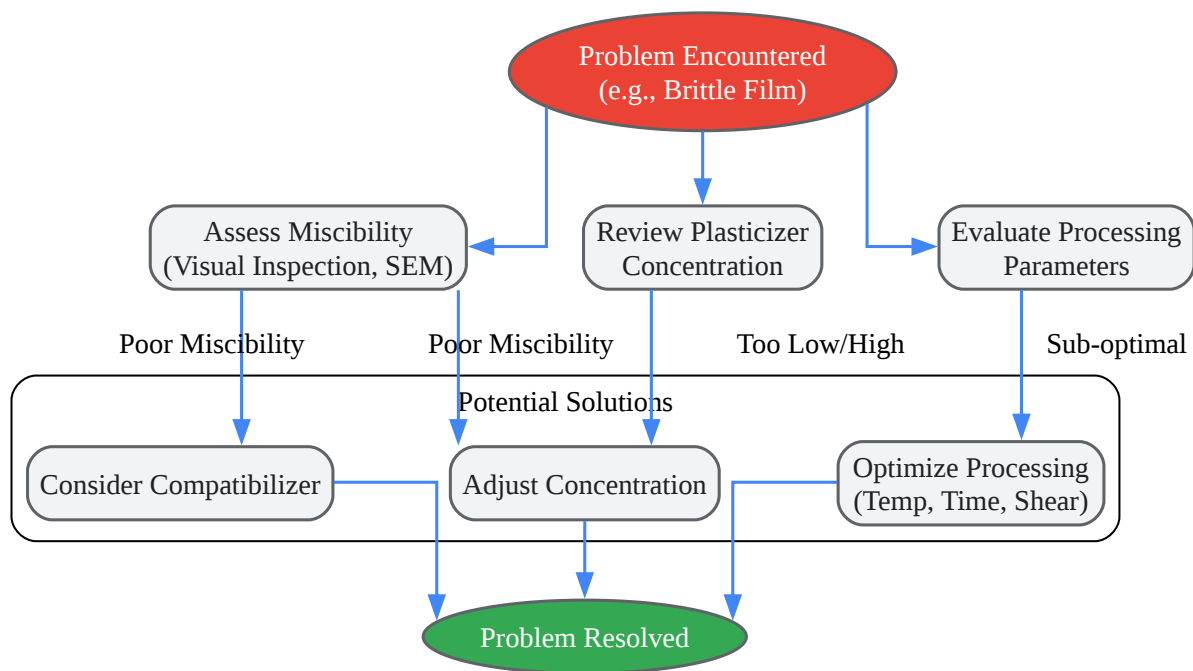 Problem Encountered
(e.g., Brittle Film)
Assess Miscibility
(Visual Inspection, SEM)
Review Plasticizer
Concentration
Evaluate Processing
Parameters
Poor Miscibility
Poor Miscibility
Too Low/High
Sub-optimal
Potential Solutions
Consider Compatibilizer
Adjust Concentration
Optimize Processing
(Temp, Time, Shear)
Problem Resolved